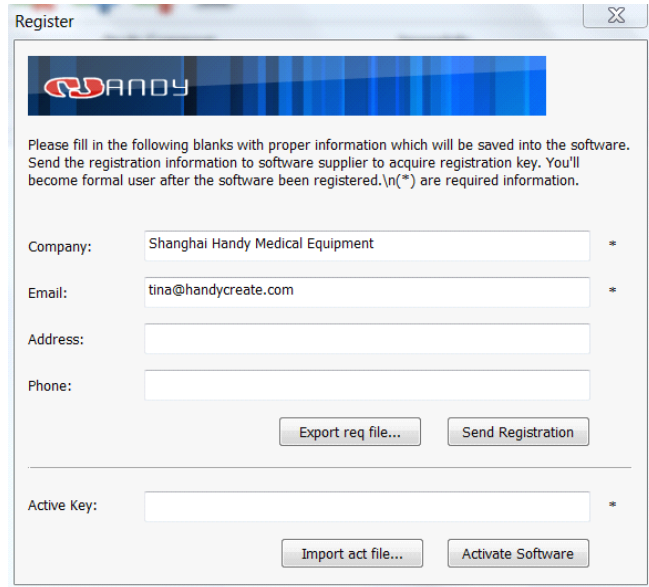 Register
HANDY
Please fill in the following blanks with proper information which will be saved into the software.
Send the registration information to software supplier to acquire registration key. You'll
become formal user after the software been registered.\n(*) are required information.
Company: Shanghai Handy Medical Equipment *
Email: tina@handycreate.com *
Address:
Phone:
Export req file... Send Registration
Active Key: *
Import act file... Activate Software